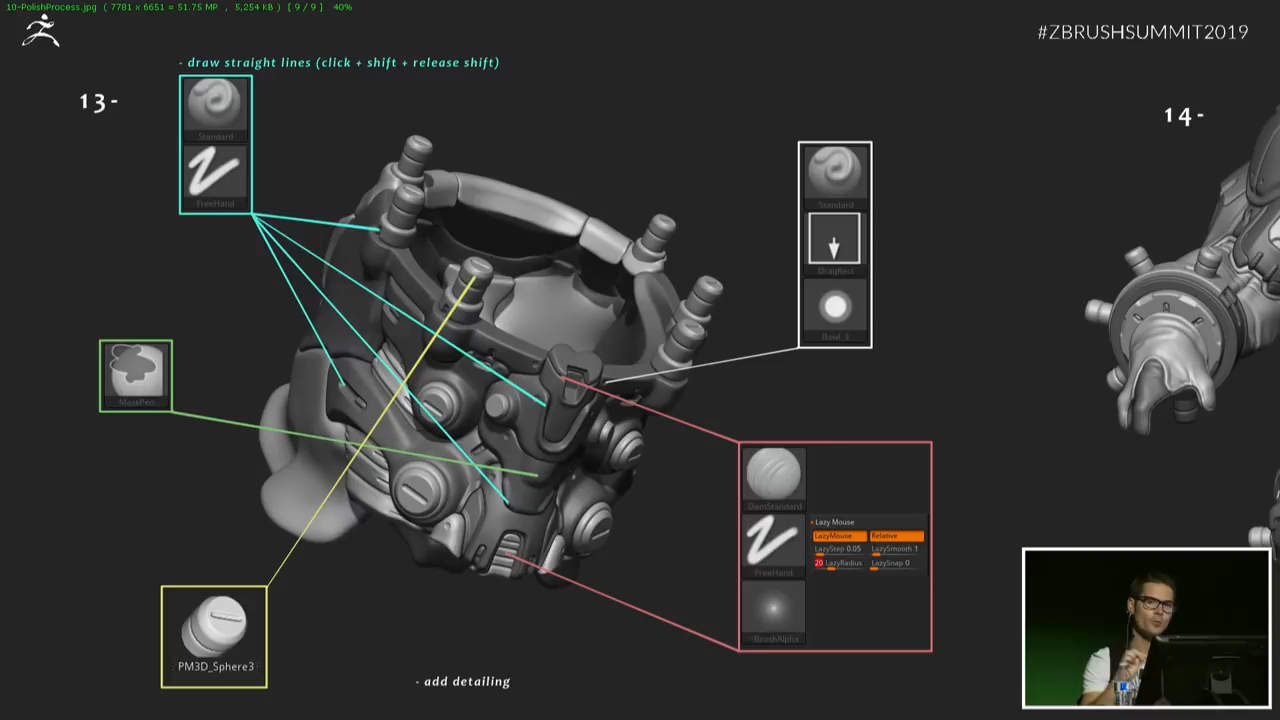 10-PolishProcess.jpg ( 7781 x 6651 = 51.75 MP , 5,254 KB ) [ 9 / 9 ] 40%
#ZBRUSHSUMMIT2019
- draw straight lines (click + shift + release shift)
13-
14-
Standard
FreeHand
Standard
DragRect
MaskPen
DamStandard
Lazy Mouse
LazyMouse Relative
LazyStep 0.05 LazySmooth 1
20 LazyRadius LazySnap 0
FreeHand
~BrushAlpha
PM3D_Sphere3
- add detailing